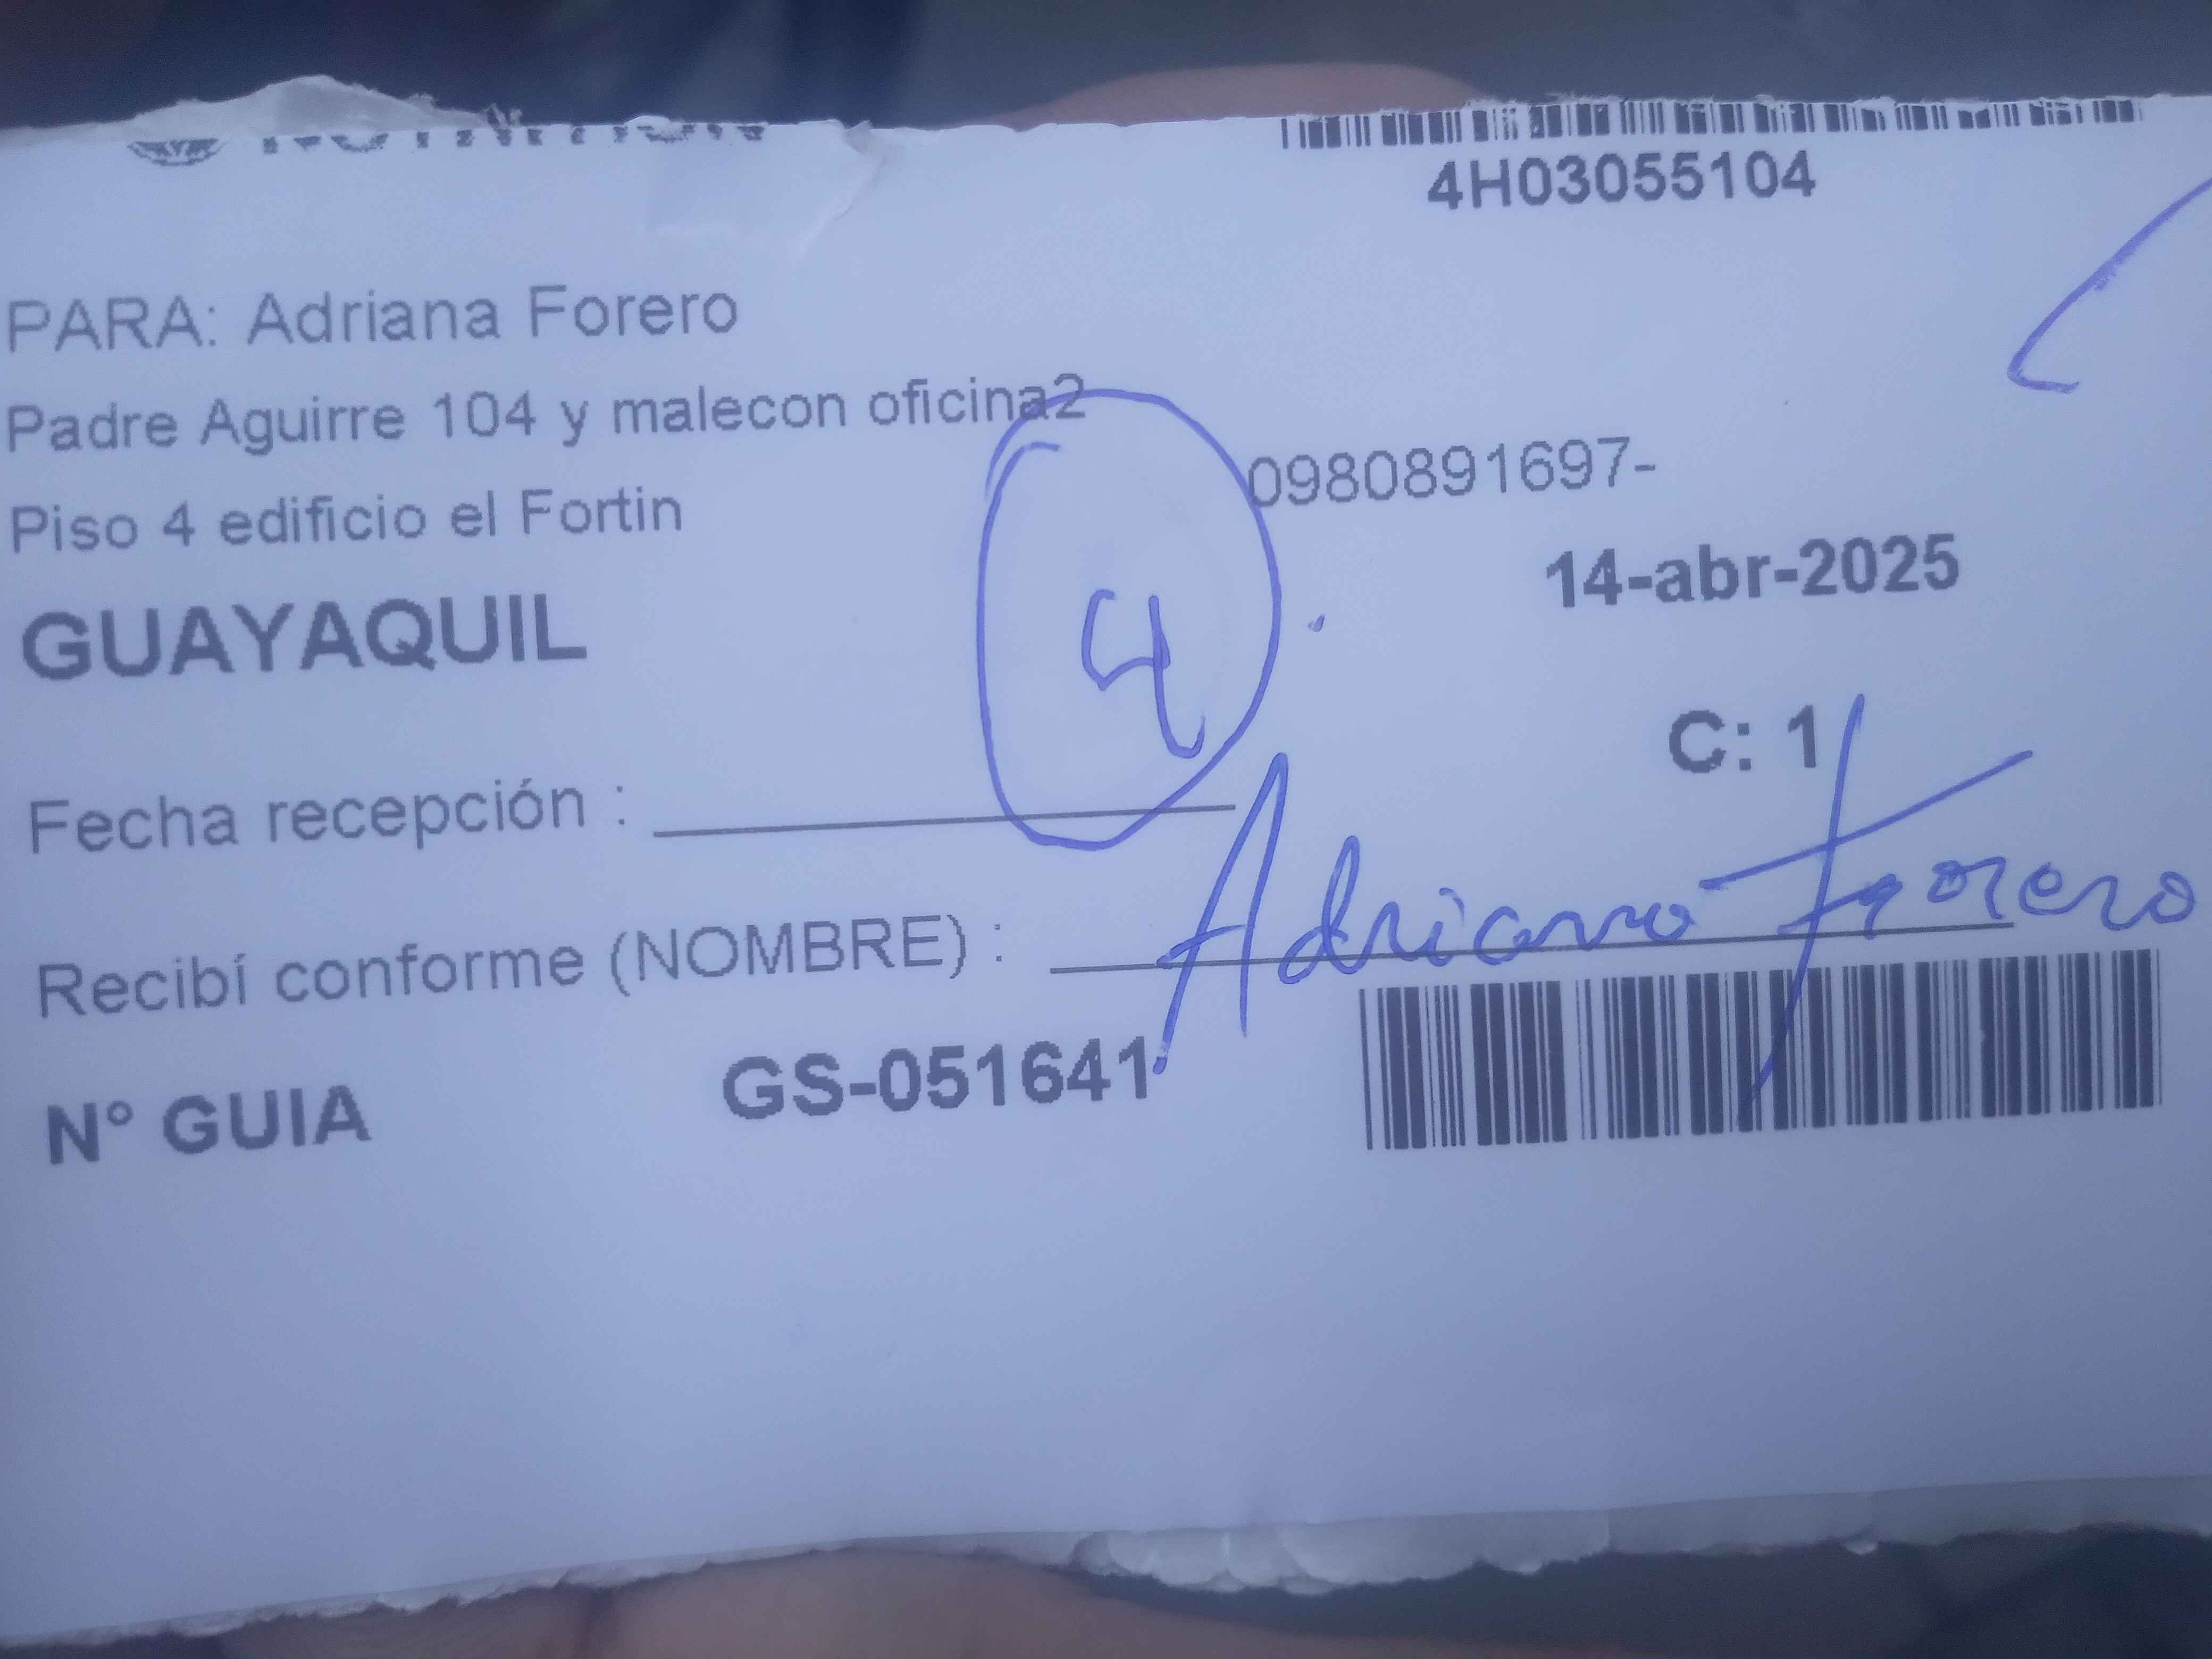 4H03055104
PARA: Adriana Forero
Padre Aguirre 104 y malecon oficina2
0980891697-
Piso 4 edificio el Fortin
14-abr-2025
GUAYAQUIL
4
C: 1
Fecha recepción :
Recibí conforme (NOMBRE) : Adriana Forero
N° GUIA GS-051641